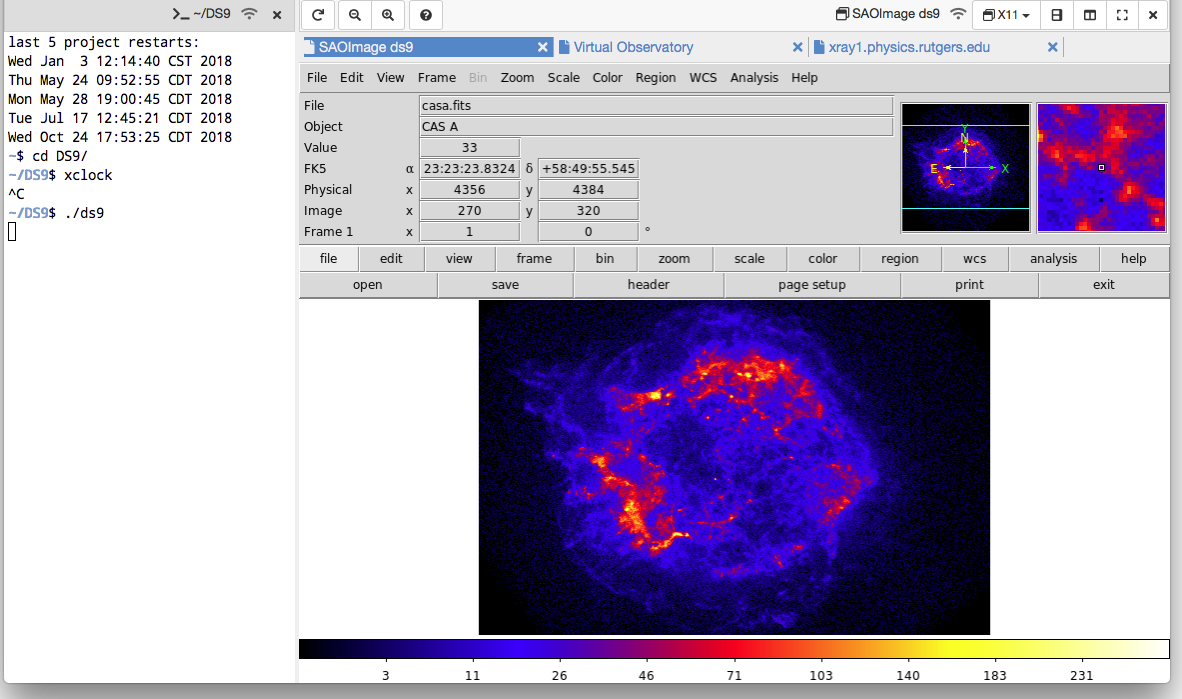 ~/DS9
last 5 project restarts:
Wed Jan  3 12:14:40 CST 2018
Thu May 24 09:52:55 CDT 2018
Mon May 28 19:00:45 CDT 2018
Tue Jul 17 12:45:21 CDT 2018
Wed Oct 24 17:53:25 CDT 2018
~$ cd DS9/
~/DS9$ xclock
^C
~/DS9$ ./ds9
SAOImage ds9 X11
SAOImage ds9 Virtual Observatory xray1.physics.rutgers.edu
File Edit View Frame Bin Zoom Scale Color Region WCS Analysis Help
File casa.fits
Object CAS A
Value 33
FK5 α 23:23:23.8324 δ +58:49:55.545
Physical x 4356 y 4384
Image x 270 y 320
Frame 1 x 1 0 °
Y
N
E X
file edit view frame bin zoom scale color region wcs analysis help
open save header page setup print exit
3 11 26 46 71 103 140 183 231